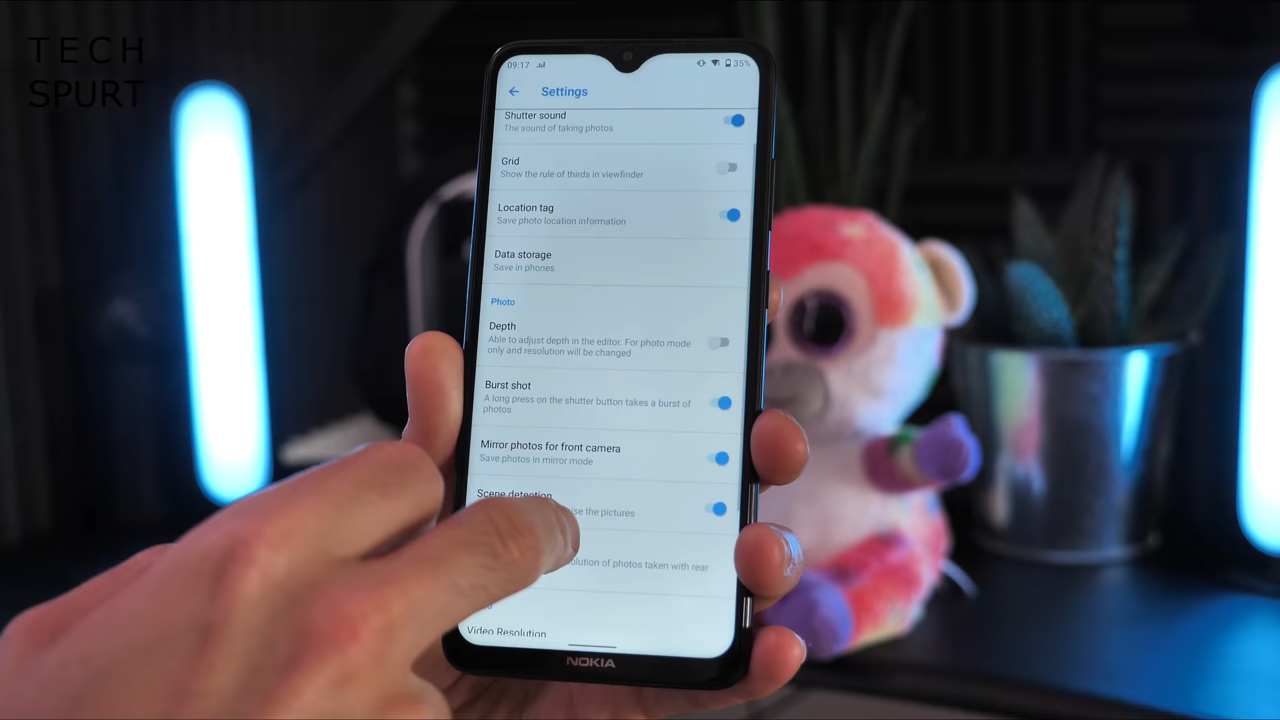 TECH
SPURT
09:17
35%
Settings
Shutter sound
The sound of taking photos
Grid
Show the rule of thirds in viewfinder
Location tag
Save photo location information
Data storage
Save in phones
Photo
Depth
Able to adjust depth in the editor. For photo mode
only and resolution will be changed
Burst shot
A long press on the shutter button takes a burst of
photos
Mirror photos for front camera
Save photos in mirror mode
Scene detection
the pictures
of photos taken with rear
Video Resolution
NOKIA